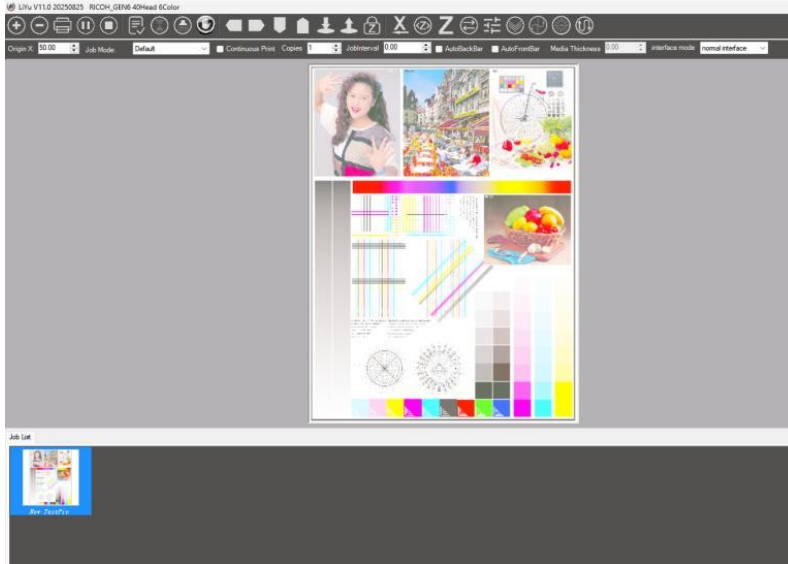 LiYu V11.0 20250825 RICOH_GEN6 40Head 6Color
X Z Z
Origin X: 50.00 Job Mode: Default Continuous Print Copies 1 JobInterval 0.00 AutoBackBar AutoFrontBar Media Thickness 0.00 interface mode normal interface
Job List